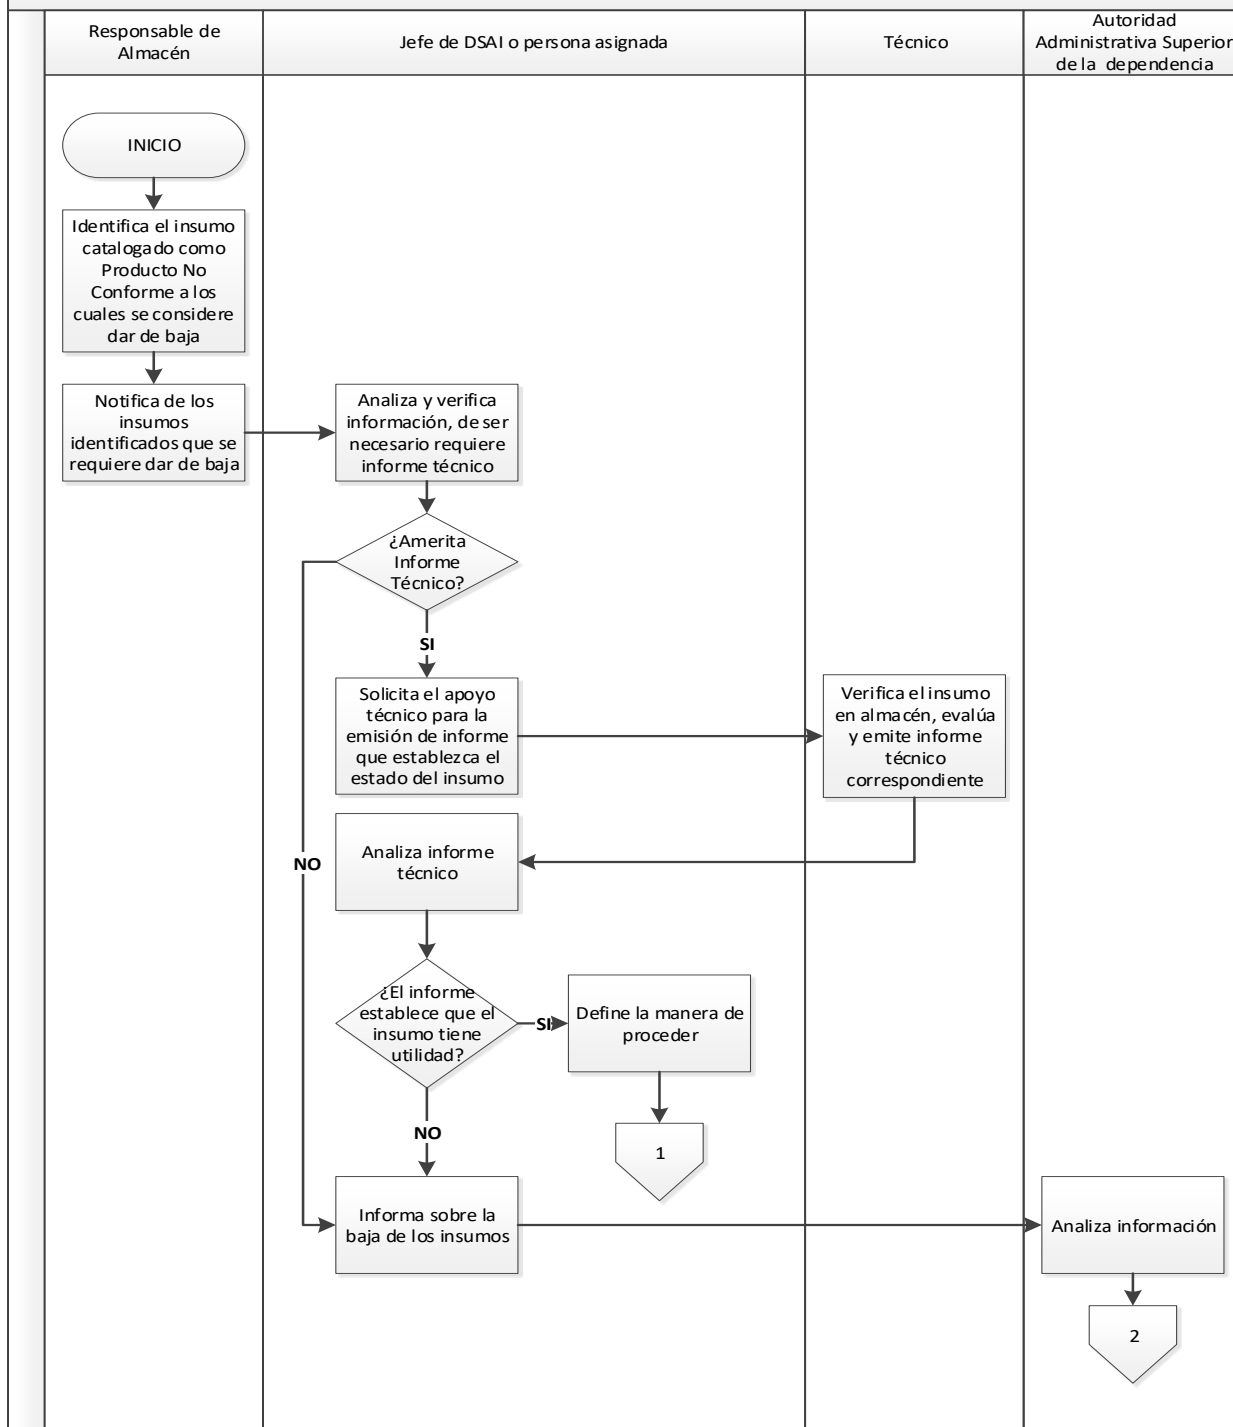 Responsable de
Almacén
Jefe de DSAI o persona asignada
Técnico
Autoridad
Administrativa Superior
de la dependencia
INICIO
Identifica el insumo
catalogado como
Producto No
Conforme a los
cuales se considere
dar de baja
Notifica de los
insumos
identificados que se
requiere dar de baja
Analiza y verifica
información, de ser
necesario requiere
informe técnico
¿Amerita
Informe
Técnico?
SI
Solicita el apoyo
técnico para la
emisión de informe
que establezca el
estado del insumo
Verifica el insumo
en almacén, evalúa
y emite informe
técnico
correspondiente
NO
Analiza informe
técnico
¿El informe
establece que el
insumo tiene
utilidad?
SI
Define la manera de
proceder
NO
1
Informa sobre la
baja de los insumos
Analiza información
2